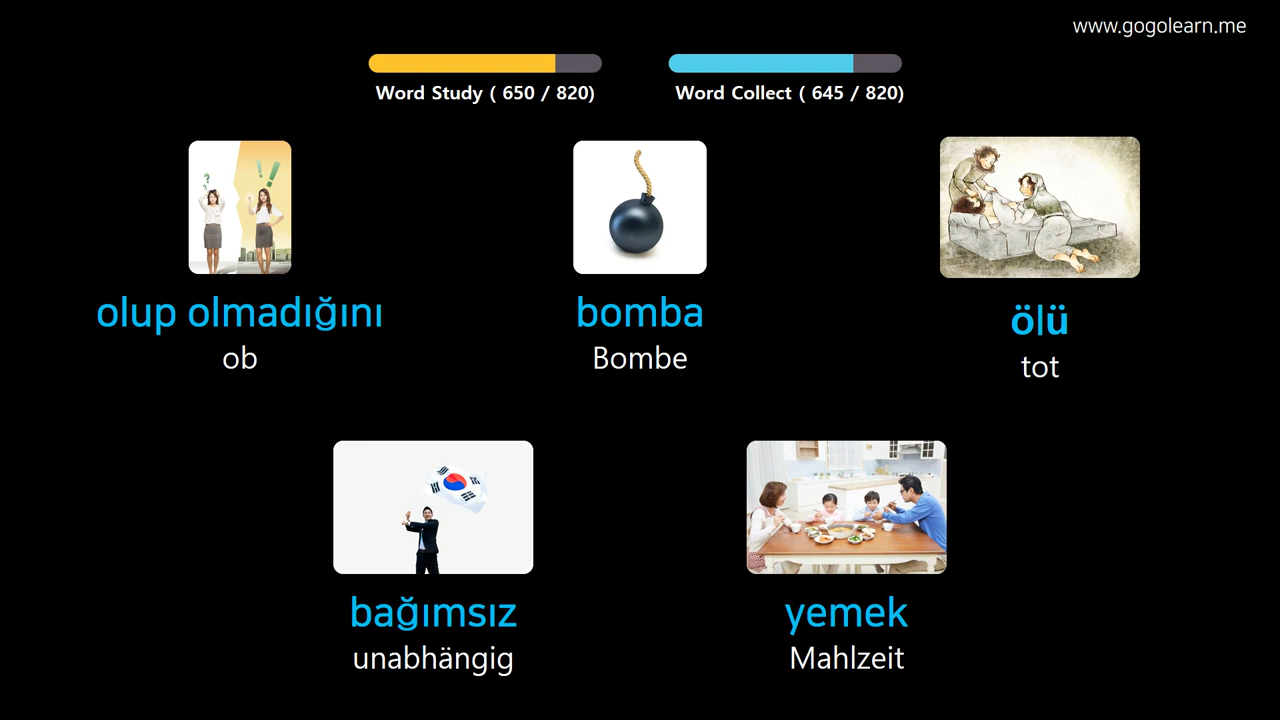 www.gogolearn.me
Word Study ( 650 / 820)
Word Collect ( 645 / 820)
olup olmadığını
ob
bomba
Bombe
ölü
tot
bağımsız
unabhängig
yemek
Mahlzeit